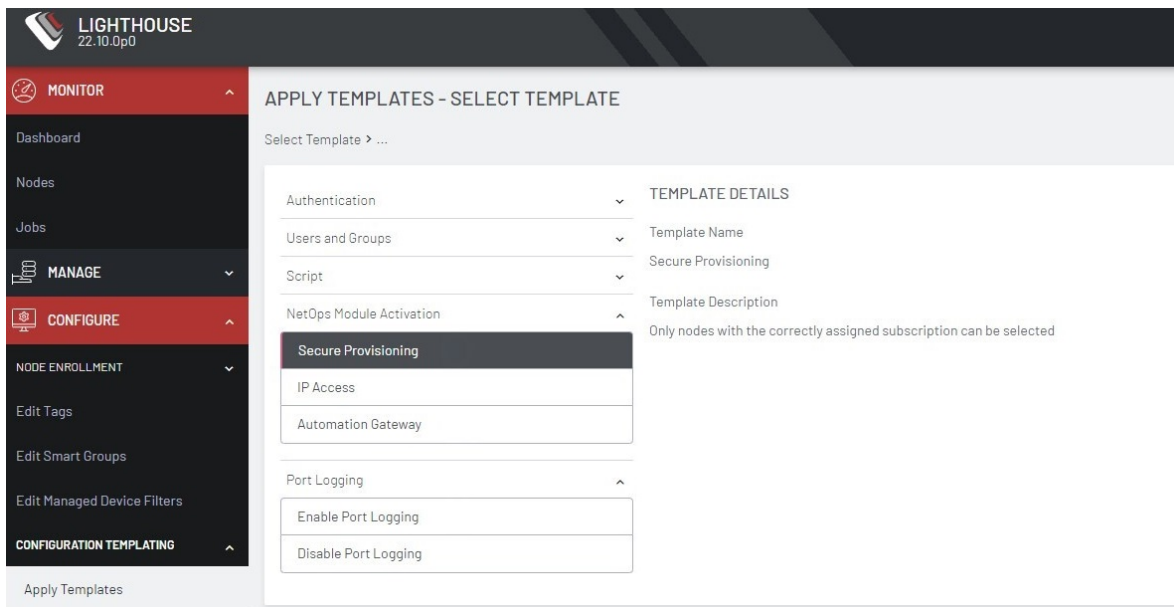 LIGHTHOUSE
22.10.0p0
MONITOR
Dashboard
Nodes
Jobs
MANAGE
CONFIGURE
NODE ENROLLMENT
Edit Tags
Edit Smart Groups
Edit Managed Device Filters
CONFIGURATION TEMPLATING
Apply Templates
APPLY TEMPLATES - SELECT TEMPLATE
Select Template > ...
Authentication
Users and Groups
Script
NetOps Module Activation
Secure Provisioning
IP Access
Automation Gateway
Port Logging
Enable Port Logging
Disable Port Logging
TEMPLATE DETAILS
Template Name
Secure Provisioning
Template Description
Only nodes with the correctly assigned subscription can be selected